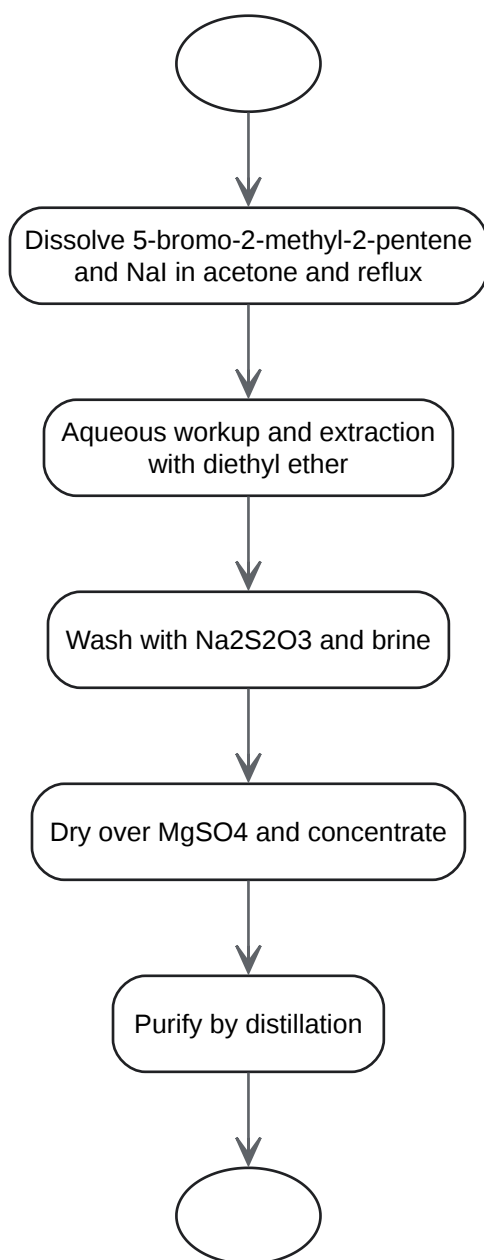 Dissolve 5-bromo-2-methyl-2-pentene
and NaI in acetone and reflux
Aqueous workup and extraction
with diethyl ether
Wash with Na2S2O3 and brine
Dry over MgSO4 and concentrate
Purify by distillation